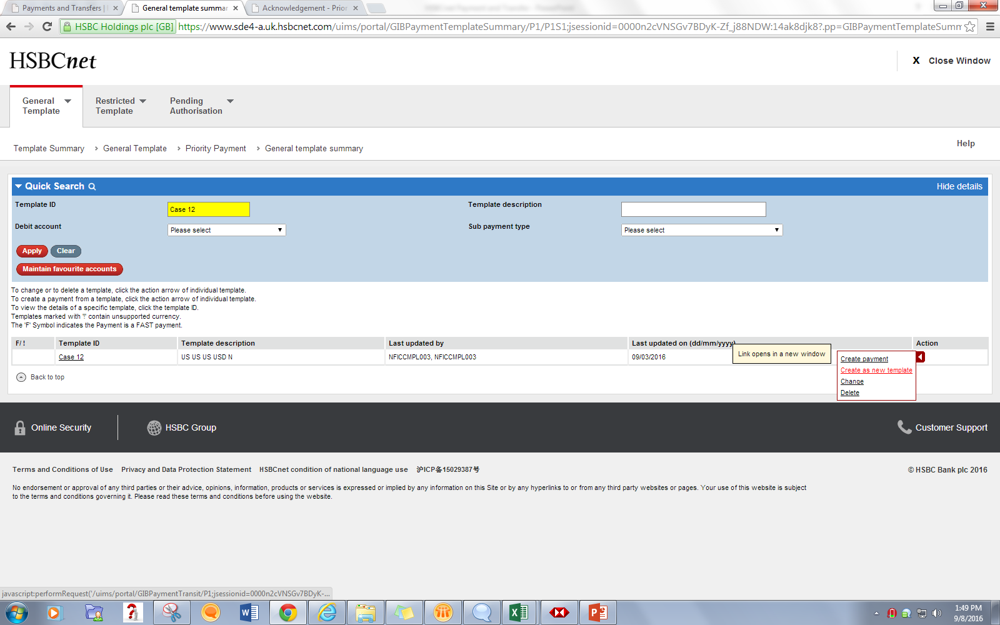 Payments and Transfers |
General template summar
Acknowledgement - Prior
HSBC Holdings plc [GB]
https://www.sde4-a.uk.hsbcnet.com/uims/portal/GIBPaymentTemplateSummary/P1/P1S1;jsessionid=0000n2cVNSGv7BDyK-Zf_j88NDW:14ak8djk8?.pp=GIBPaymentTemplateSumm
HSBCnet
X Close Window
General Template
Restricted Template
Pending Authorisation
Template Summary > General Template > Priority Payment > General template summary
Help
Quick Search
Hide details
Template ID Case 12 Template description
Debit account Please select Sub payment type Please select
Apply Clear
Maintain favourite accounts
To change or to delete a template, click the action arrow of individual template.
To create a payment from a template, click the action arrow of individual template.
To view the details of a specific template, click the template ID.
Templates marked with '!' contain unsupported currency.
The 'F' Symbol indicates the Payment is a FAST payment.
F/ ! Template ID Template description Last updated by Last updated on (dd/mm/yyyy) Action
Case 12 US US US USD N NFICCMPL003, NFICCMPL003 09/03/2016
Link opens in a new window
Create payment
Create as new template
Change
Delete
Back to top
Online Security
HSBC Group
Customer Support
Terms and Conditions of Use Privacy and Data Protection Statement HSBCnet condition of national language use 沪ICP备15029387号
© HSBC Bank plc 2016
No endorsement or approval of any third parties or their advice, opinions, information, products or services is expressed or implied by any information on this Site or by any hyperlinks to or from any third party websites or pages. Your use of this website is subject
to the terms and conditions governing it. Please read these terms and conditions before using the website.
javascript:performRequest('/uims/portal/GIBPaymentTransit/P1;jsessionid=0000n2cVNSGv7BDyK-...
1:49 PM
9/8/2016